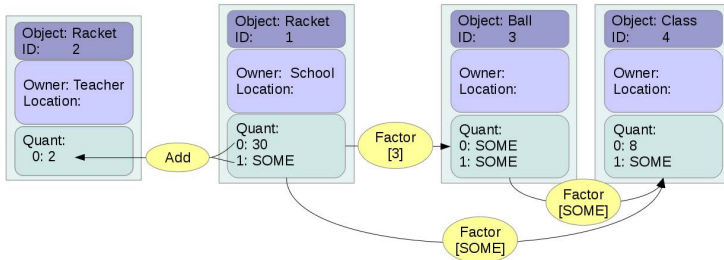 Object: Racket
ID: 2
Owner: Teacher
Location:
Quant:
0: 2
Add
Object: Racket
ID: 1
Owner: School
Location:
Quant:
0: 30
1: SOME
Factor
[3]
Object: Ball
ID: 3
Owner:
Location:
Quant:
0: SOME
1: SOME
Object: Class
ID: 4
Owner:
Location:
Quant:
0: 8
1: SOME
Factor
[SOME]
Factor
[SOME]